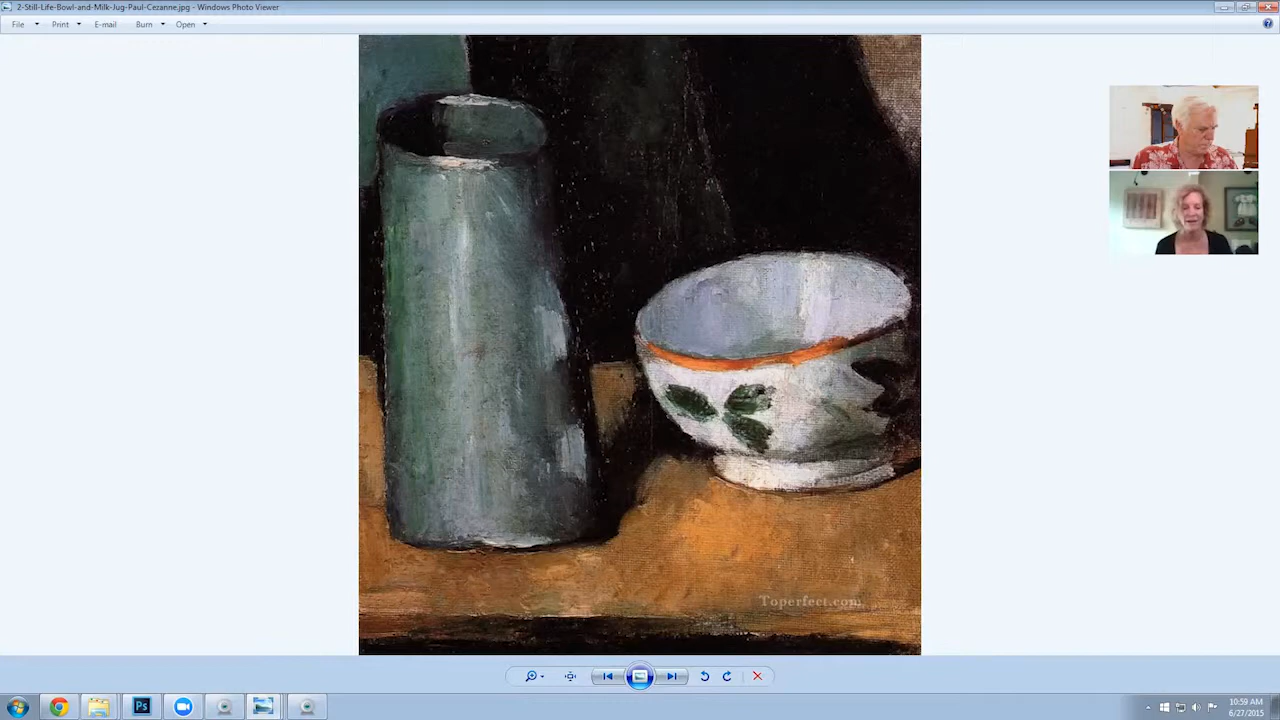 2-Still-Life-Bowl-and-Milk-Jug-Paul-Cezanne.jpg - Windows Photo Viewer
File Print E-mail Burn Open
Toperfect.com
Ps
10:59 AM
6/27/2015